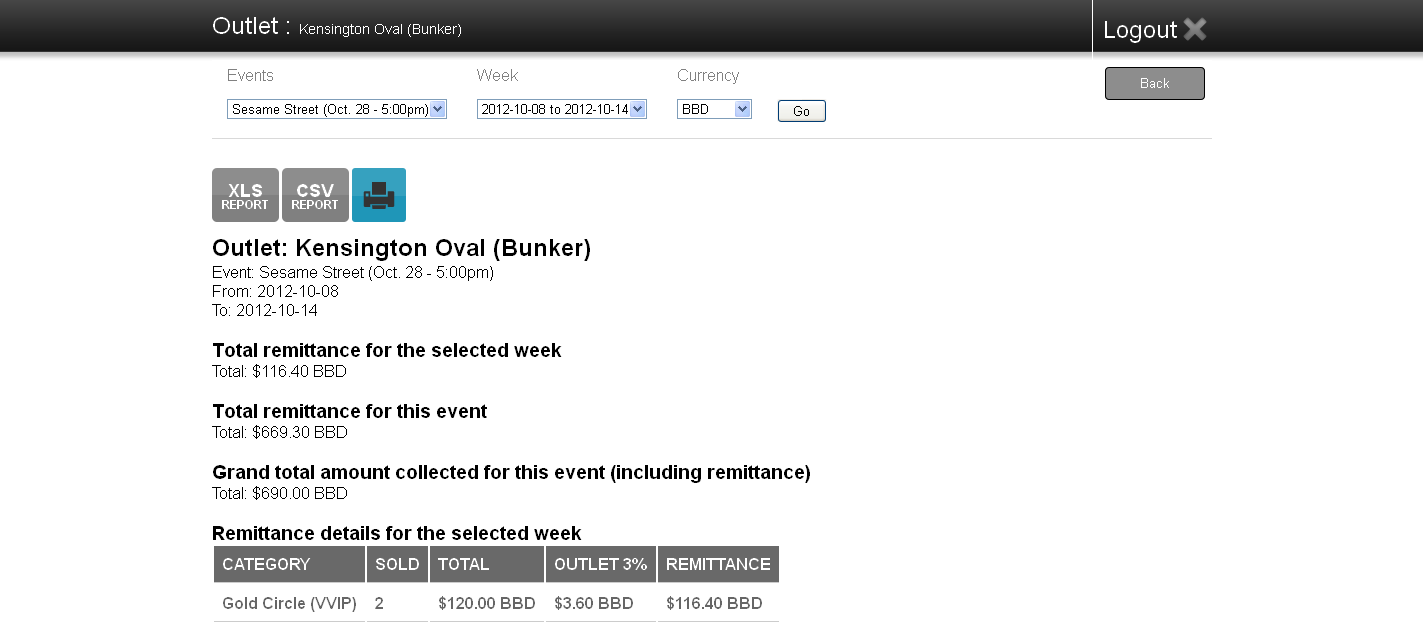 Outlet : Kensington Oval (Bunker)
Logout
Events Week Currency
Back
Sesame Street (Oct. 28 - 5:00pm) 2012-10-08 to 2012-10-14 BBD Go
XLS REPORT
CSV REPORT
Outlet: Kensington Oval (Bunker)
Event: Sesame Street (Oct. 28 - 5:00pm)
From: 2012-10-08
To: 2012-10-14
Total remittance for the selected week
Total: $116.40 BBD
Total remittance for this event
Total: $669.30 BBD
Grand total amount collected for this event (including remittance)
Total: $690.00 BBD
Remittance details for the selected week
CATEGORY SOLD TOTAL OUTLET 3% REMITTANCE
Gold Circle (VVIP) 2 $120.00 BBD $3.60 BBD $116.40 BBD